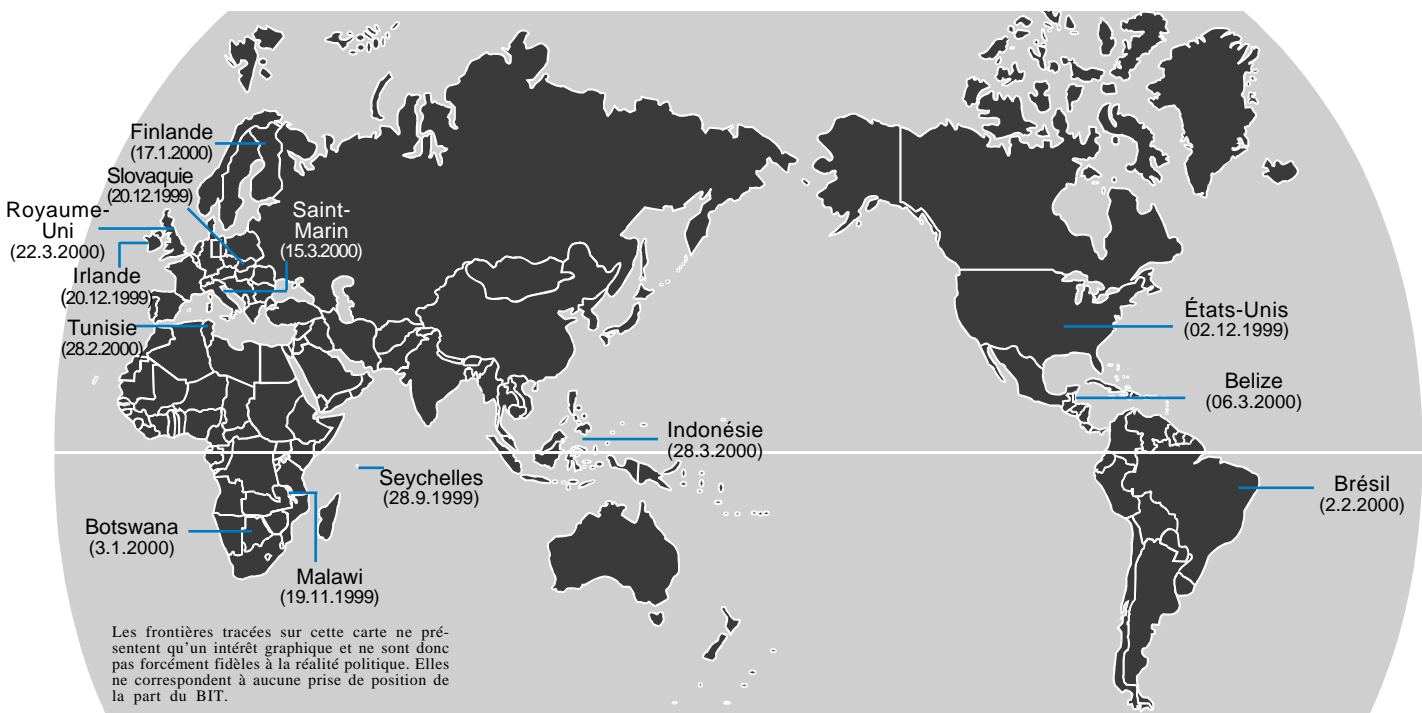 Finlande
(17.1.2000)
Slovaquie
(20.12.1999)
Royaume-
Uni
(22.3.2000)
Irlande
(20.12.1999)
Saint-
Marin
(15.3.2000)
Tunisie
(28.2.2000)
États-Unis
(02.12.1999)
Belize
(06.3.2000)
Indonésie
(28.3.2000)
Seychelles
(28.9.1999)
Brésil
(2.2.2000)
Botswana
(3.1.2000)
Malawi
(19.11.1999)
Les frontières tracées sur cette carte ne pré-
sentent qu'un intérêt graphique et ne sont donc
pas forcément fidèles à la réalité politique. Elles
ne correspondent à aucune prise de position de
la part du BIT.